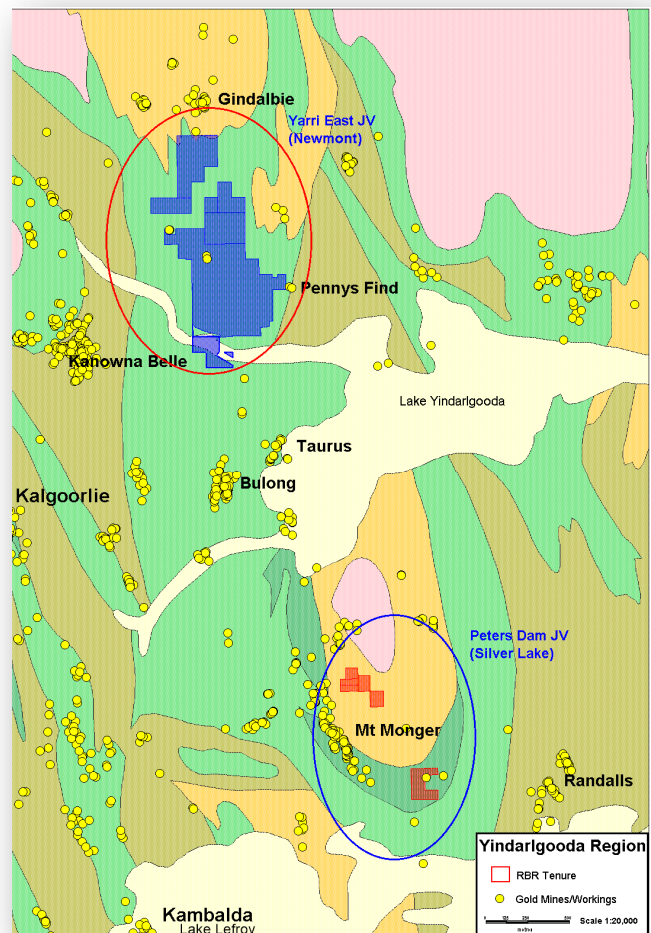 Gindalbie
Yarri East JV
(Newmont)
Pennys Find
Kanowna Belle
Lake Yindarlgooda
Taurus
Bulong
Kalgoorlie
Peters Dam JV
(Silver Lake)
Mt Monger
Randalls
Yindarlgooda Region
RBR Tenure
Gold Mines/Workings
Scale 1:20,000
Kambalda
Lake Lefroy